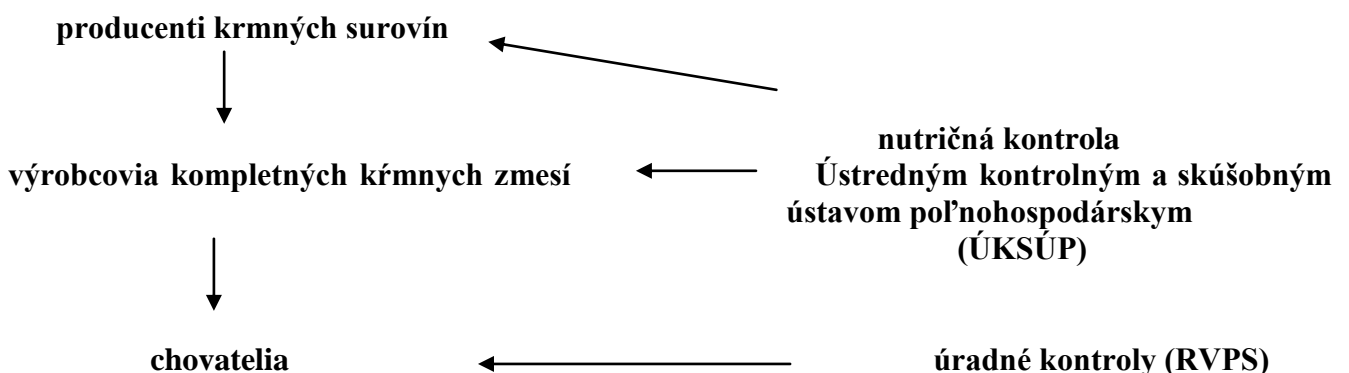 producenti krmných surovín
nutričná kontrola
výrobcovia kompletných kŕmnych zmesí
Ústredným kontrolným a skúšobným
ústavom poľnohospodárskym
(ÚKSÚP)
chovatelia
úradné kontroly (RVPS)